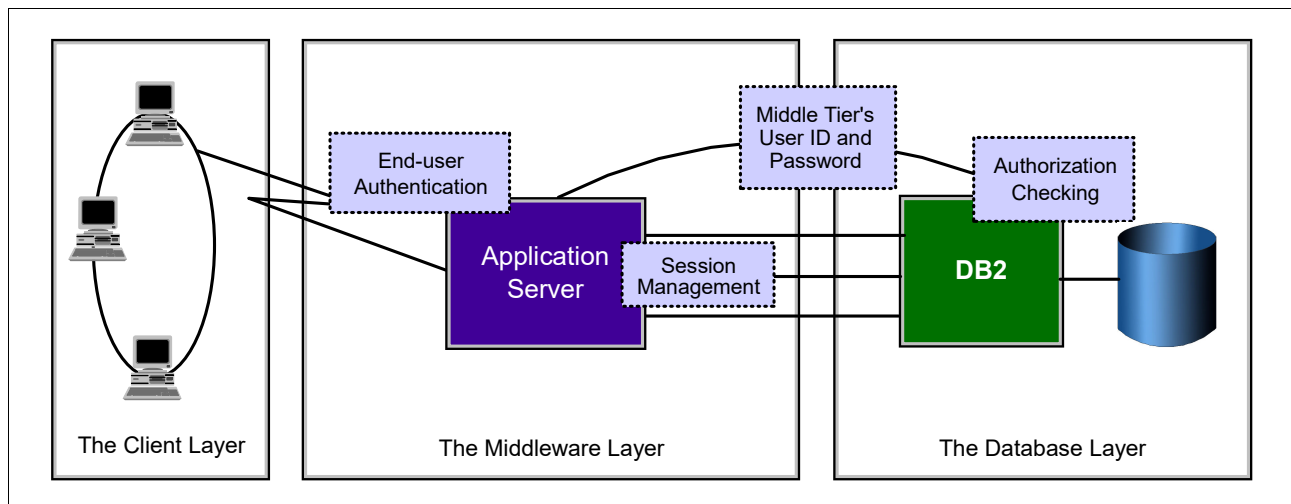 End-user
Authentication
Middle Tier's
User ID and
Password
Authorization
Checking
Application
Server
Session
Management
DB2
The Client Layer
The Middleware Layer
The Database Layer